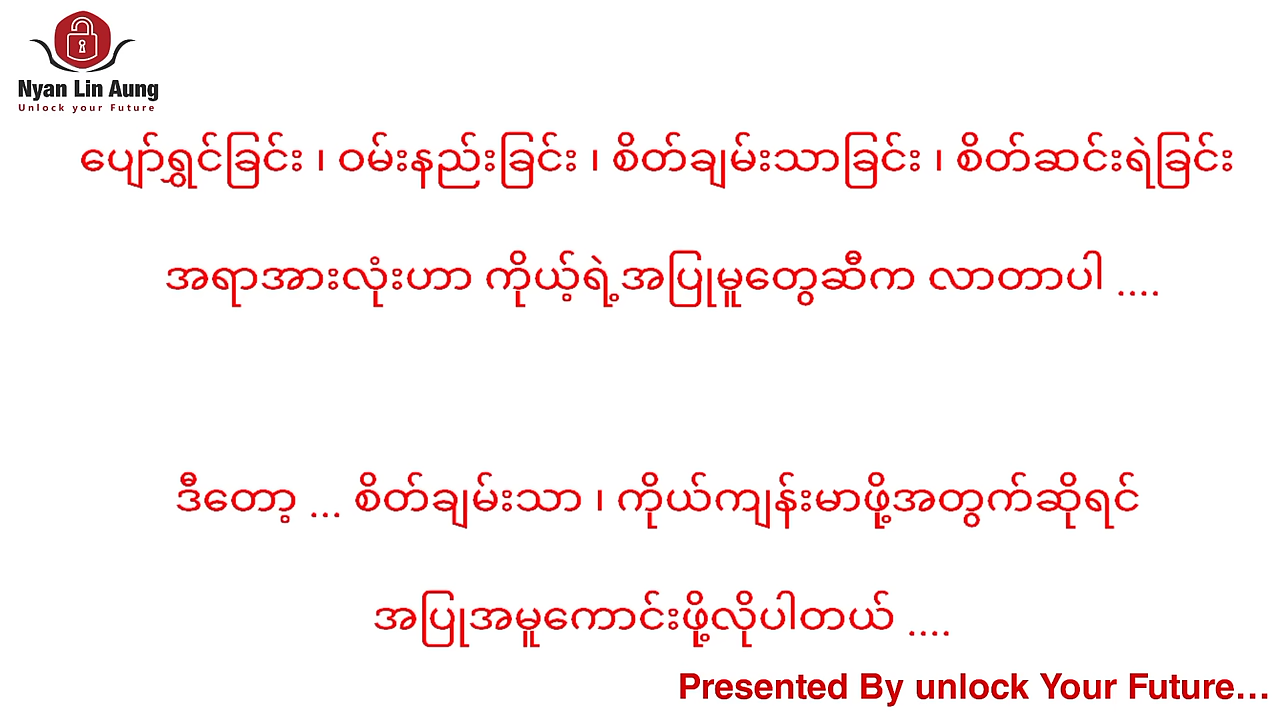 Nyan Lin Aung
Unlock your Future
ပျော်ရွှင်ခြင်း ၊ ဝမ်းနည်းခြင်း ၊ စိတ်ချမ်းသာခြင်း ၊ စိတ်ဆင်းရဲခြင်း
အရာအားလုံးဟာ ကိုယ့်ရဲ့အပြုမူတွေဆီက လာတာပါ ....
ဒီတော့ ... စိတ်ချမ်းသာ ၊ ကိုယ်ကျန်းမာဖို့အတွက်ဆိုရင်
အပြုအမူကောင်းဖို့လိုပါတယ် ....
Presented By unlock Your Future...